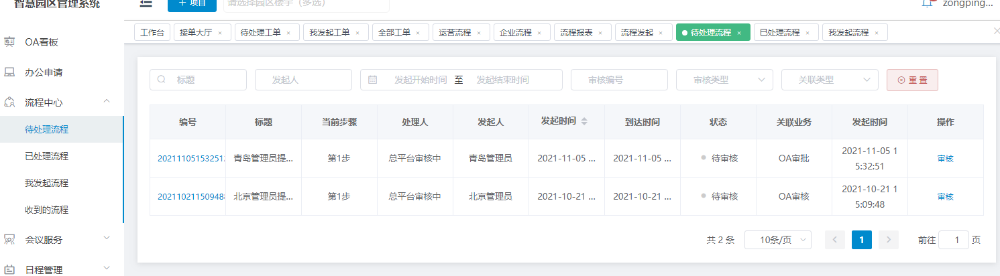 智慧园区管理系统
+ 项目
请选择园区楼宇（多选）
zongping...
工作台 接单大厅 × 待处理工单 × 我发起工单 × 全部工单 × 运营流程 × 企业流程 × 流程报表 × 流程发起 × 待处理流程 × 已处理流程 × 我发起流程 ×
OA看板
办公申请
流程中心
待处理流程
已处理流程
我发起流程
收到的流程
会议服务
日程管理
标题 发起人 发起开始时间 至 发起结束时间 审核编号 审核类型 关联类型 重 置
编号 标题 当前步骤 处理人 发起人 发起时间 到达时间 状态 关联业务 发起时间 操作
2021110515325１ 青岛管理员提... 第1步 总平台审核中 青岛管理员 2021-11-05 ... 2021-11-05 ... 待审核 OA审批 2021-11-05 1 审核
5:32:51
2021102115094８ 北京管理员提... 第1步 总平台审核中 北京管理员 2021-10-21 ... 2021-10-21 ... 待审核 OA审核 2021-10-21 1 审核
5:09:48
共 2 条 10条/页 < 1 > 前往 1 页